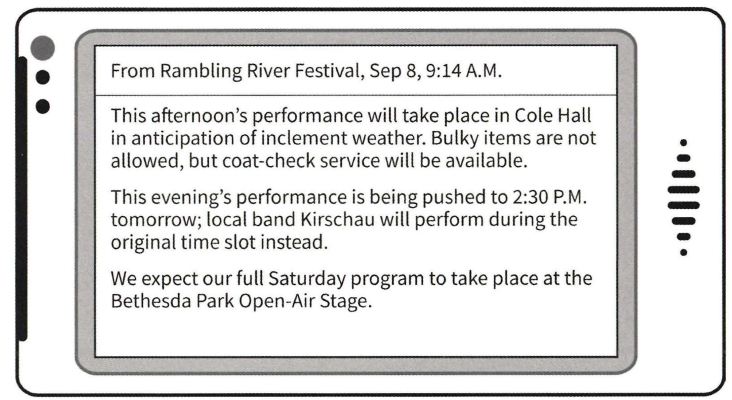 From Rambling River Festival, Sep 8, 9:14 A.M.
This afternoon's performance will take place in Cole Hall
in anticipation of inclement weather. Bulky items are not
allowed, but coat-check service will be available.
This evening's performance is being pushed to 2:30 P.M.
tomorrow; local band Kirschau will perform during the
original time slot instead.
We expect our full Saturday program to take place at the
Bethesda Park Open-Air Stage.